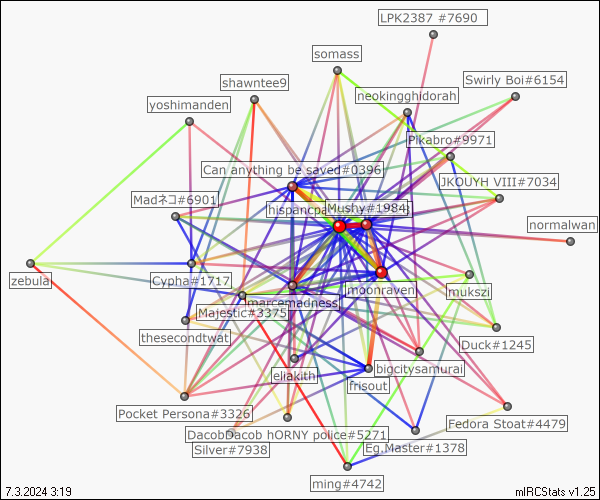 LPK2387 #7690
somass
Swirly Boi#6154
shawntee9
neokingghidorah
yoshimanden
Plkabro#9971
Can anything be saved#0396
JKOUYH VIII#7034
Madネコ#6901
hispancpa
Mushy#1984
normalwan
zebula
Cypha#1717
moonraven
mukszi
marcemadness
Majestic#3375
thesecondtwat
Duck#1245
eliakith
bigcitysamurai
frisout
Pocket Persona#3326
Fedora Stoat#4479
DacobDacob hORNY police#5271
Silver#7938
Eg.Master#1378
ming#4742
7.3.2024 3:19
mIRCStats v1.25